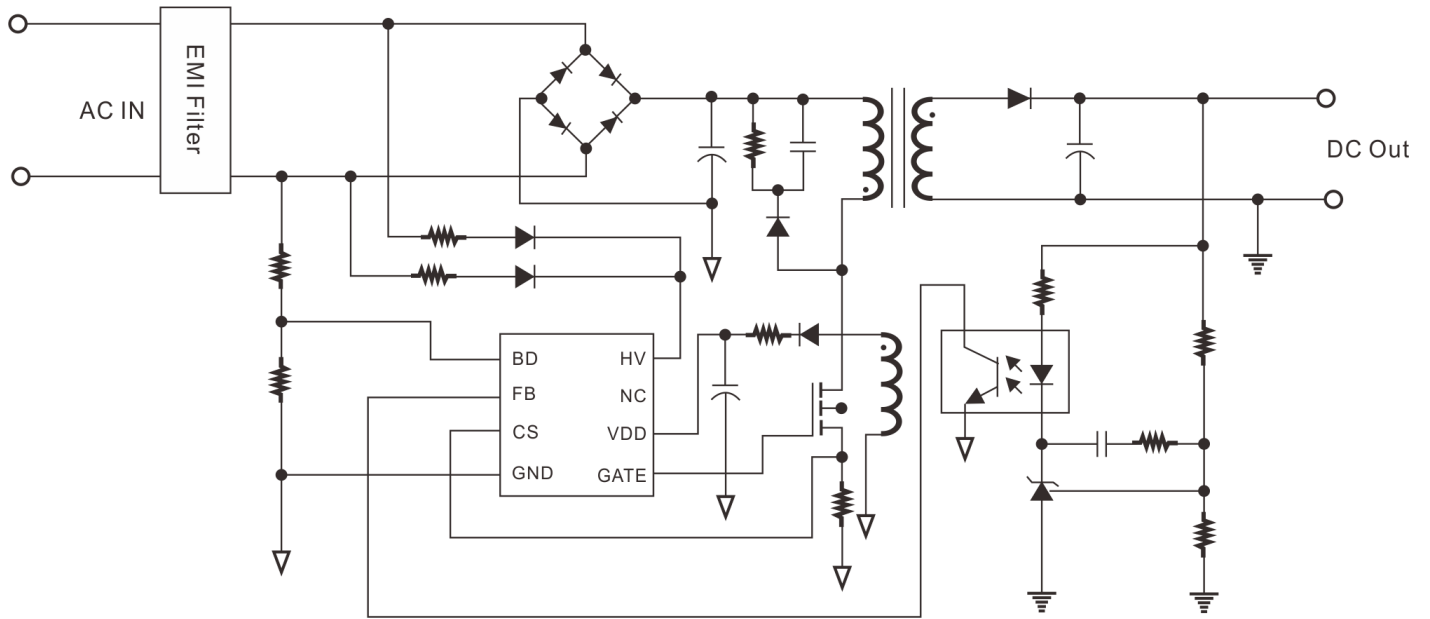 AC IN
EMI Filter
DC Out
BD
HV
FB
NC
CS
VDD
GND
GATE